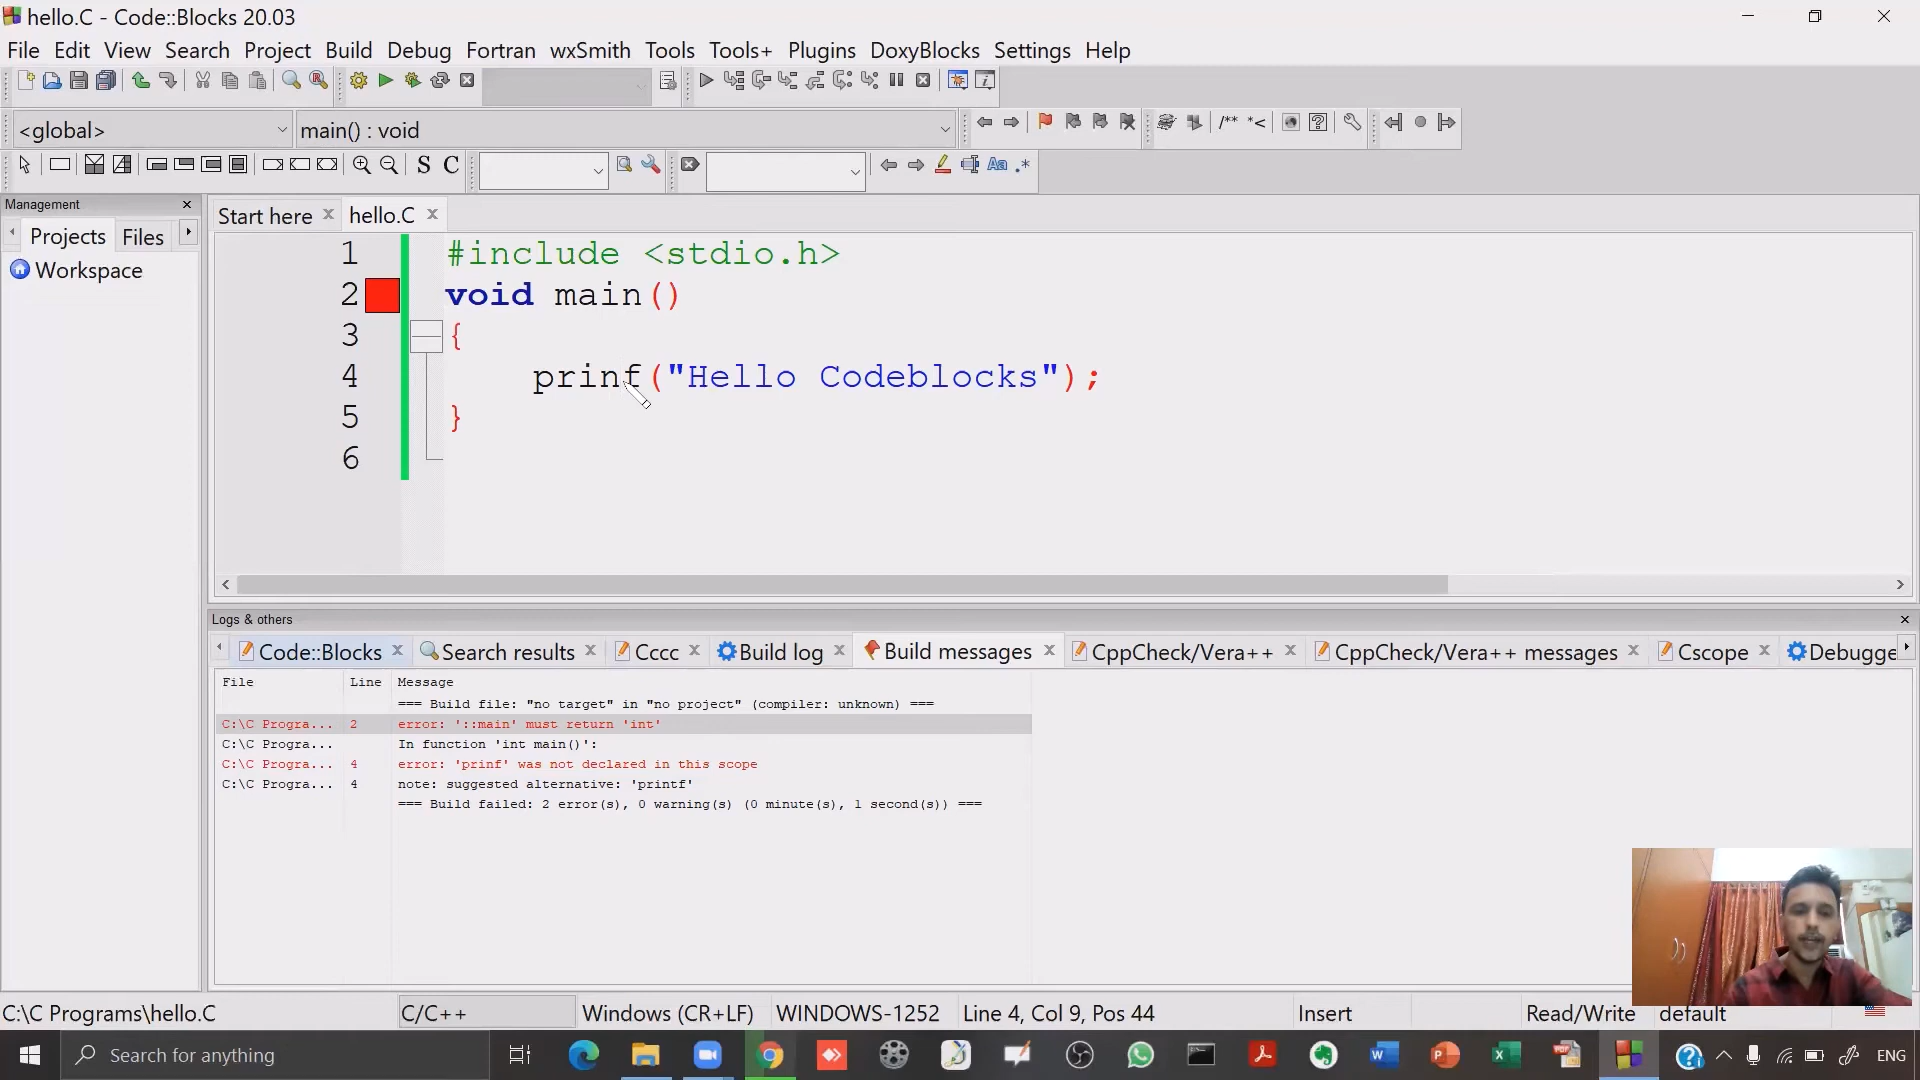 hello.C - Code::Blocks 20.03
File Edit View Search Project Build Debug Fortran wxSmith Tools Tools+ Plugins DoxyBlocks Settings Help
<global> main() : void /** *<
S C Aa .*
Management
Projects Files
Workspace
Start here hello.C
1 #include <stdio.h>
2 void main()
3 {
4 prinf("Hello Codeblocks");
5 }
6
Logs & others
Code::Blocks Search results Cccc Build log Build messages CppCheck/Vera++ CppCheck/Vera++ messages Cscope Debugge
File Line Message
=== Build file: "no target" in "no project" (compiler: unknown) ===
C:\C Progra... 2 error: '::main' must return 'int'
C:\C Progra... In function 'int main()':
C:\C Progra... 4 error: 'prinf' was not declared in this scope
C:\C Progra... 4 note: suggested alternative: 'printf'
=== Build failed: 2 error(s), 0 warning(s) (0 minute(s), 1 second(s)) ===
C:\C Programs\hello.C C/C++ Windows (CR+LF) WINDOWS-1252 Line 4, Col 9, Pos 44 Insert Read/Write default
Search for anything ENG